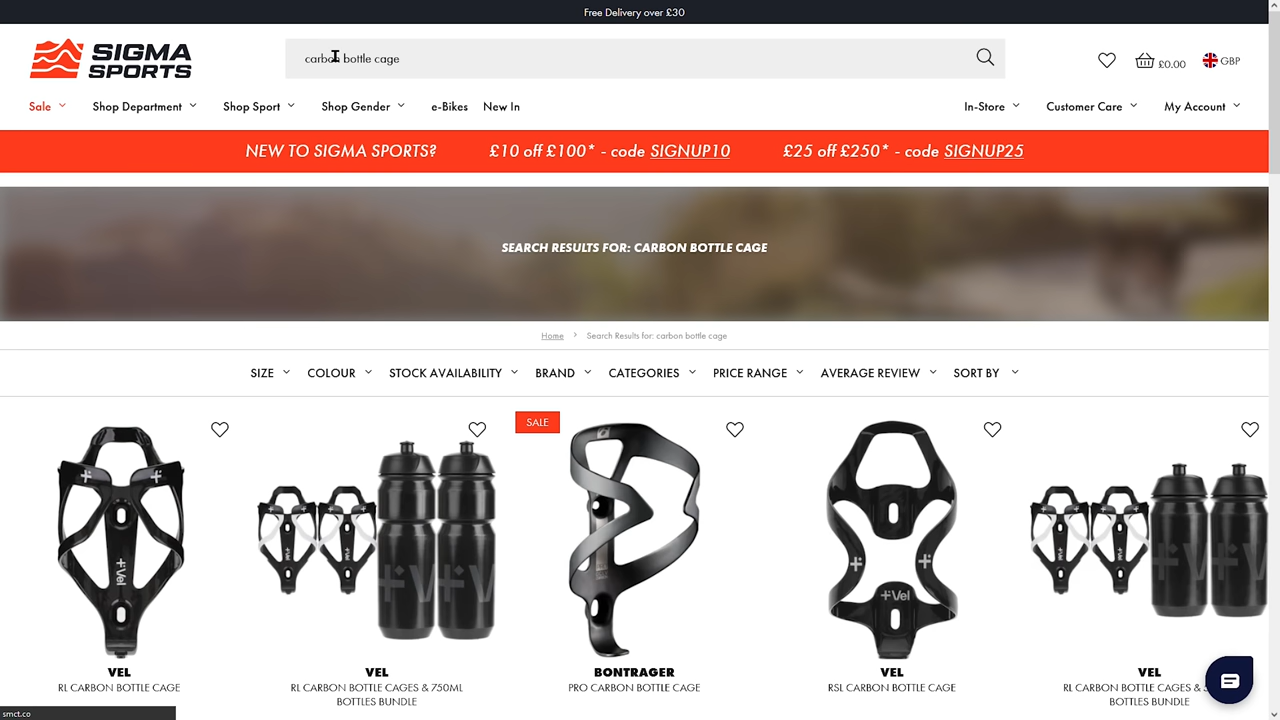 Free Delivery over £30
SIGMA
SPORTS
carbon bottle cage
£0.00
GBP
Sale
Shop Department
Shop Sport
Shop Gender
e-Bikes
New In
In-Store
Customer Care
My Account
NEW TO SIGMA SPORTS?
£10 off £100* - code SIGNUP10
£25 off £250* - code SIGNUP25
SEARCH RESULTS FOR: CARBON BOTTLE CAGE
Home
Search Results for: carbon bottle cage
SIZE
COLOUR
STOCK AVAILABILITY
BRAND
CATEGORIES
PRICE RANGE
AVERAGE REVIEW
SORT BY
SALE
+Vel
+Vel
VEL
RL CARBON BOTTLE CAGE
VEL
RL CARBON BOTTLE CAGES & 750ML
BOTTLES BUNDLE
BONTRAGER
PRO CARBON BOTTLE CAGE
VEL
RSL CARBON BOTTLE CAGE
VEL
RL CARBON BOTTLE CAGES &
BOTTLES BUNDLE
smct.co